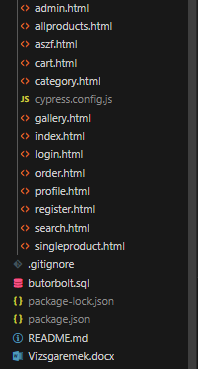 admin.html
allproducts.html
aszf.html
cart.html
category.html
cypress.config.js
gallery.html
index.html
login.html
order.html
profile.html
register.html
search.html
singleproduct.html
.gitignore
butorbolt.sql
package-lock.json
package.json
README.md
Vizsgaremek.docx